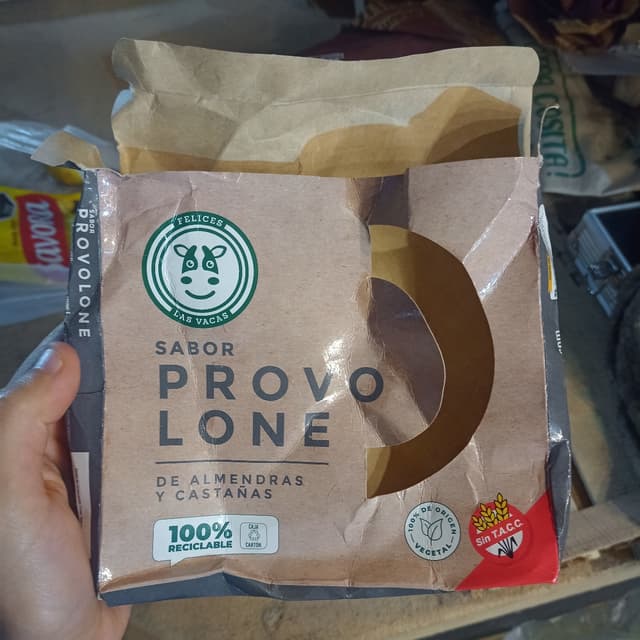 FELICES
LAS VACAS
SABOR
PROVO
LONE
DE ALMENDRAS
Y CASTAÑAS
100%
RECICLABLE
CAJA
CARTÓN
100% DE ORIGEN
VEGETAL
Sin T.A.C.C.
SABOR
PROVOLONE